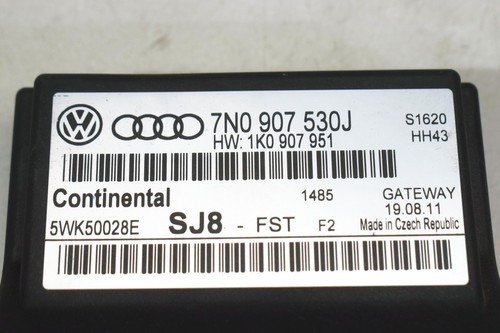 7N0 907 530J S1620
HW: 1K0 907 951 HH43
Continental 1485 GATEWAY
5WK50028E SJ8 - FST F2 19.08.11
Made in Czech Republic